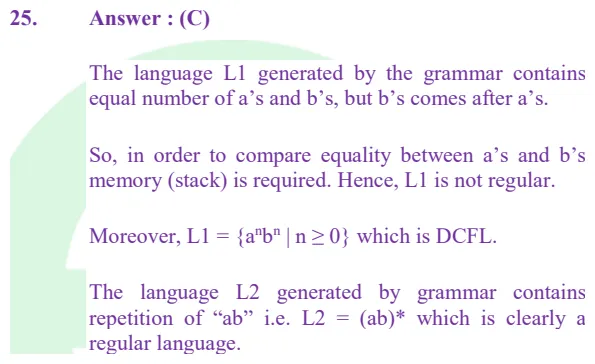 25. Answer : (C)
The language L1 generated by the grammar contains
equal number of a’s and b’s, but b’s comes after a’s.
So, in order to compare equality between a’s and b’s
memory (stack) is required. Hence, L1 is not regular.
Moreover, L1 = {aⁿbⁿ | n ≥ 0} which is DCFL.
The language L2 generated by grammar contains
repetition of “ab” i.e. L2 = (ab)* which is clearly a
regular language.